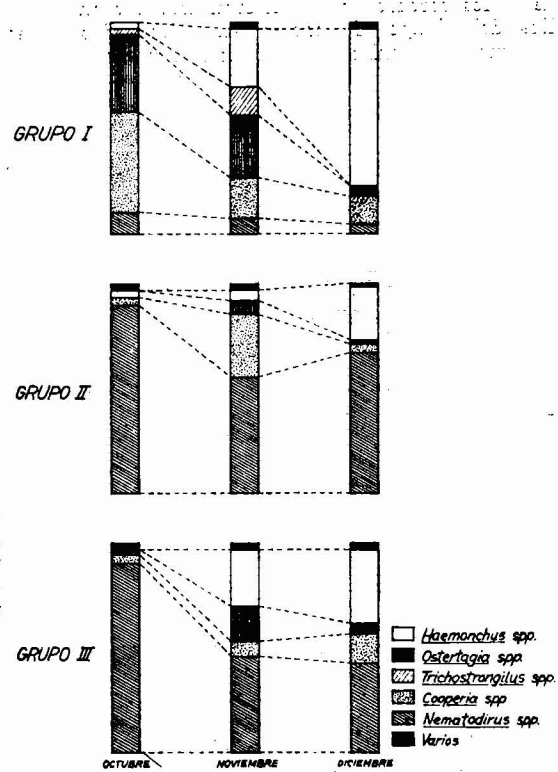 GRUPO I
GRUPO II
GRUPO III
Haemonchus spp.
Ostertagia spp.
Trichostrongilus spp.
Cooperia spp
Nematodirus spp.
Varios
OCTUBRE NOVIEMBRE DICIEMBRE